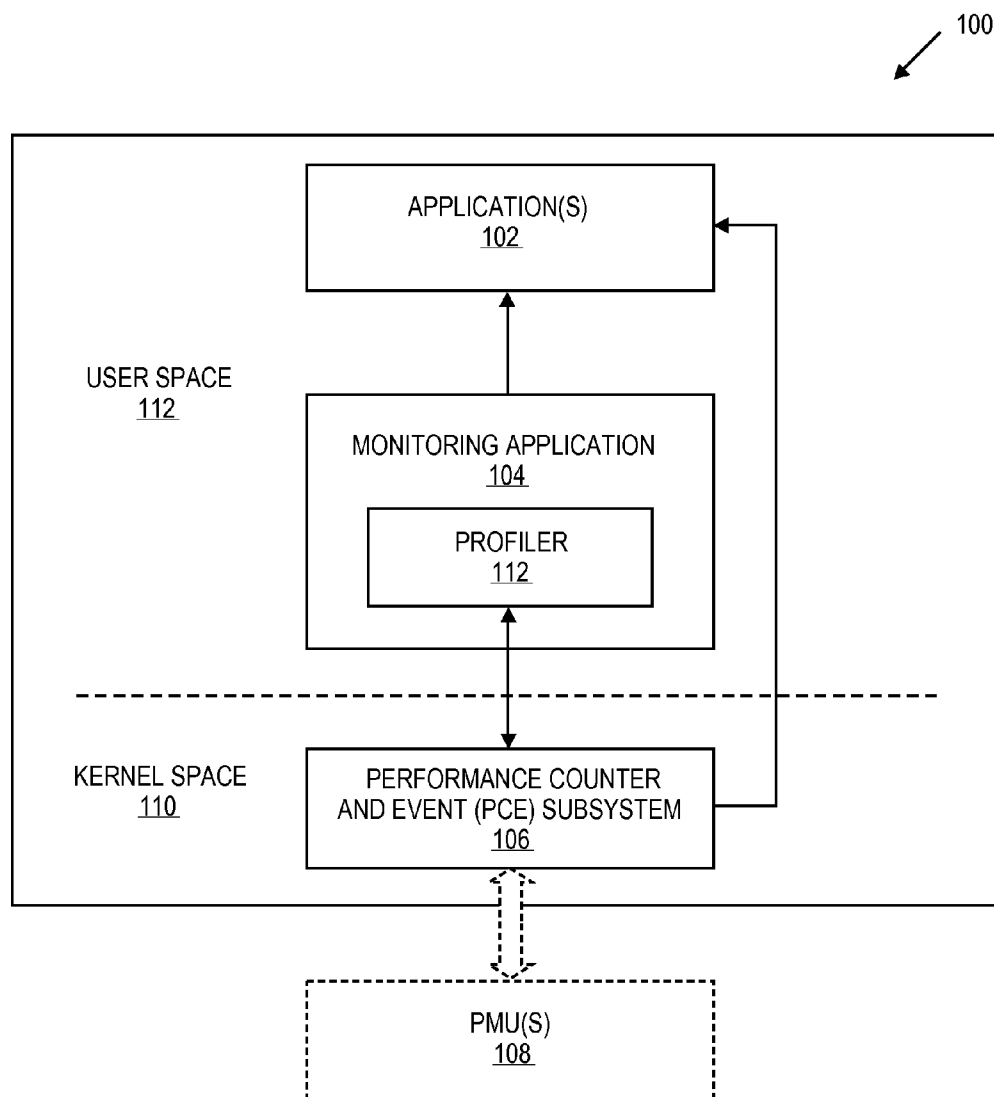 100
APPLICATION(S)
102
USER SPACE
112
MONITORING APPLICATION
104
PROFILER
112
KERNEL SPACE
110
PERFORMANCE COUNTER
AND EVENT (PCE) SUBSYSTEM
106
PMU(S)
108